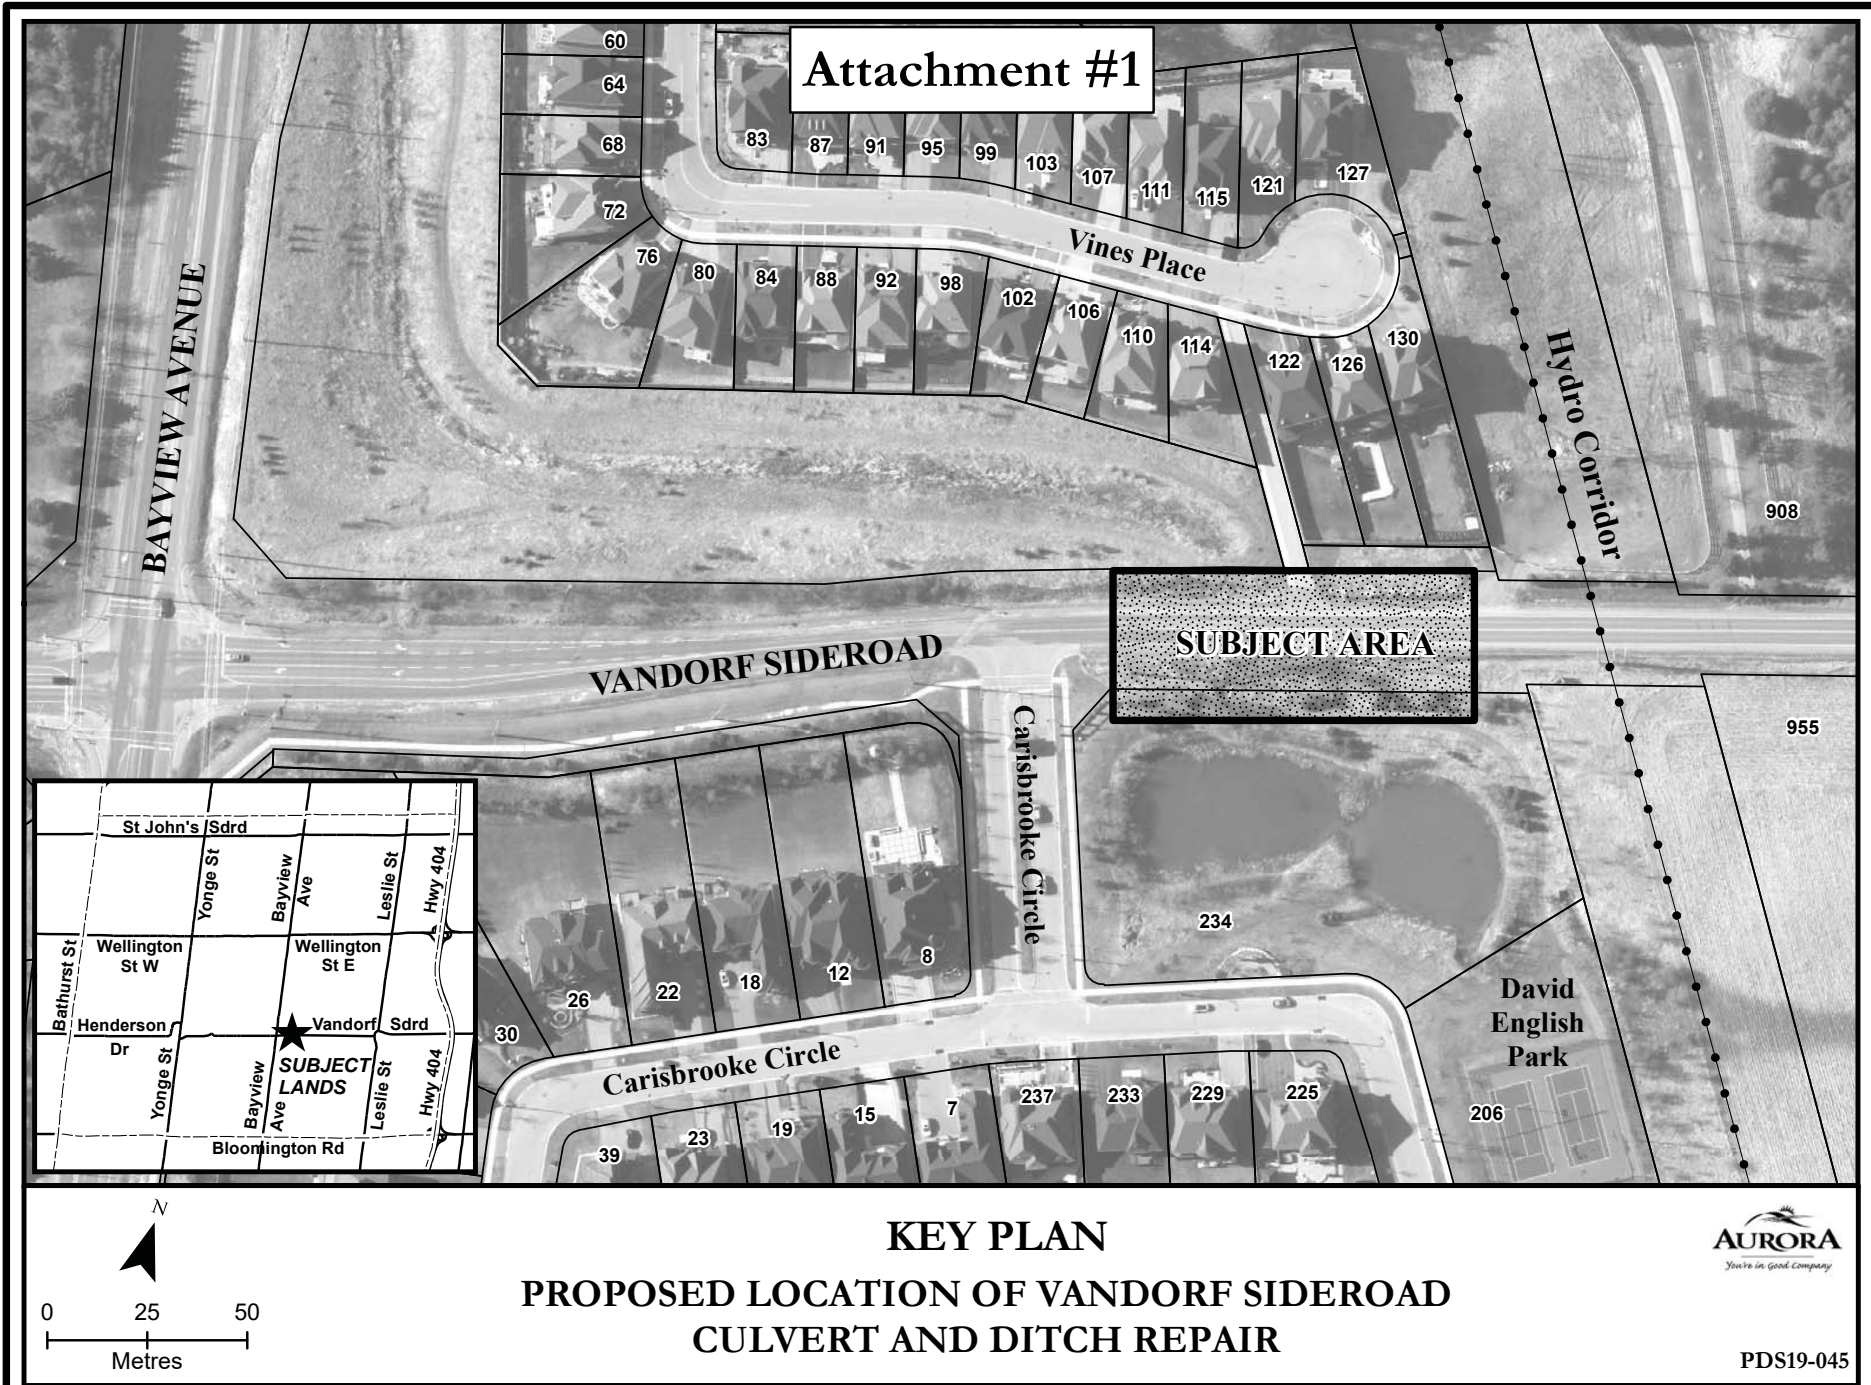 Attachment #1
60
64
68
72
76
83
87
91
95
99
103
107
111
115
121
127
Vines Place
80
84
88
92
98
102
106
110
114
122
126
130
BAYVIEW AVENUE
Hydro Corridor
908
VANDORF SIDEROAD
SUBJECT AREA
955
Carisbrooke Circle
234
David
English
Park
206
8
12
18
22
26
30
Carisbrooke Circle
39
23
19
15
7
237
233
229
225
St John's Sdrd
Yonge St
Bayview
Ave
Leslie St
Hwy 404
Bathurst St
Wellington
St W
Wellington
St E
Henderson
Dr
Vandorf Sdrd
SUBJECT
LANDS
Yonge St
Bayview
Ave
Leslie St
Hwy 404
Bloomington Rd
N
0 25 50
Metres
KEY PLAN
PROPOSED LOCATION OF VANDORF SIDEROAD
CULVERT AND DITCH REPAIR
AURORA
You're in Good Company
PDS19-045